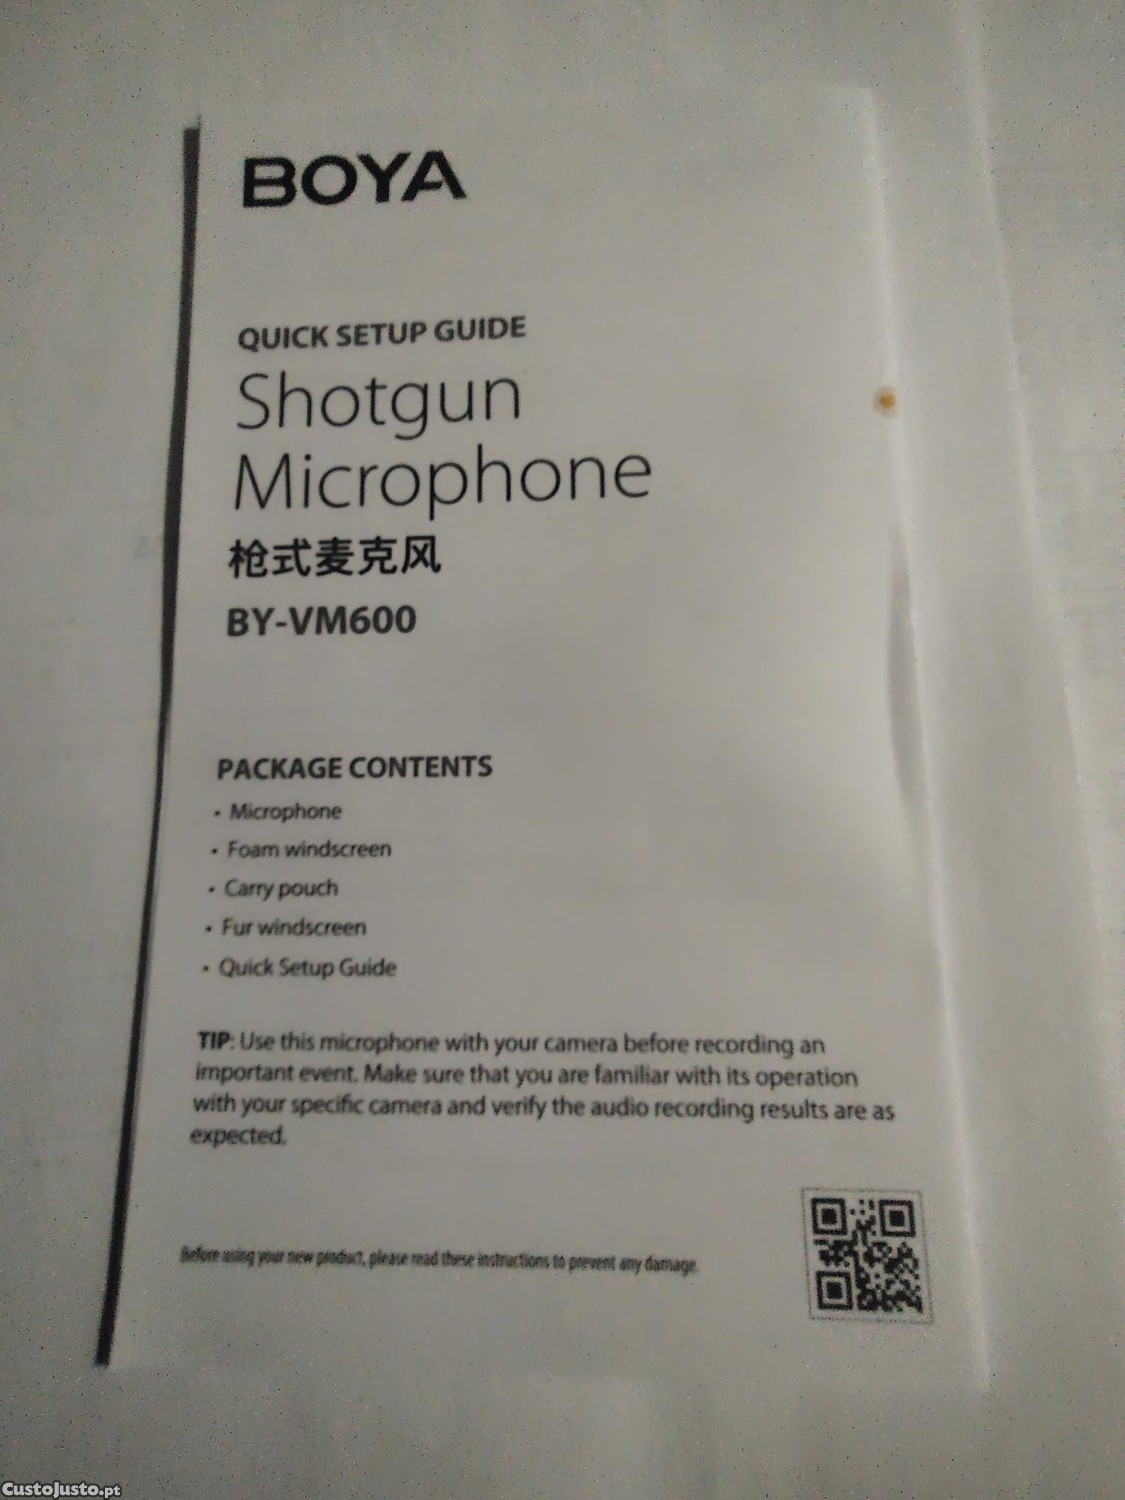 BOYA
QUICK SETUP GUIDE
Shotgun
Microphone
枪式麦克风
BY-VM600
PACKAGE CONTENTS
• Microphone
• Foam windscreen
• Carry pouch
• Fur windscreen
• Quick Setup Guide
TIP: Use this microphone with your camera before recording an
important event. Make sure that you are familiar with its operation
with your specific camera and verify the audio recording results are as
expected.
Before using your new product, please read these instructions to prevent any damage.
CustoJusto.pt